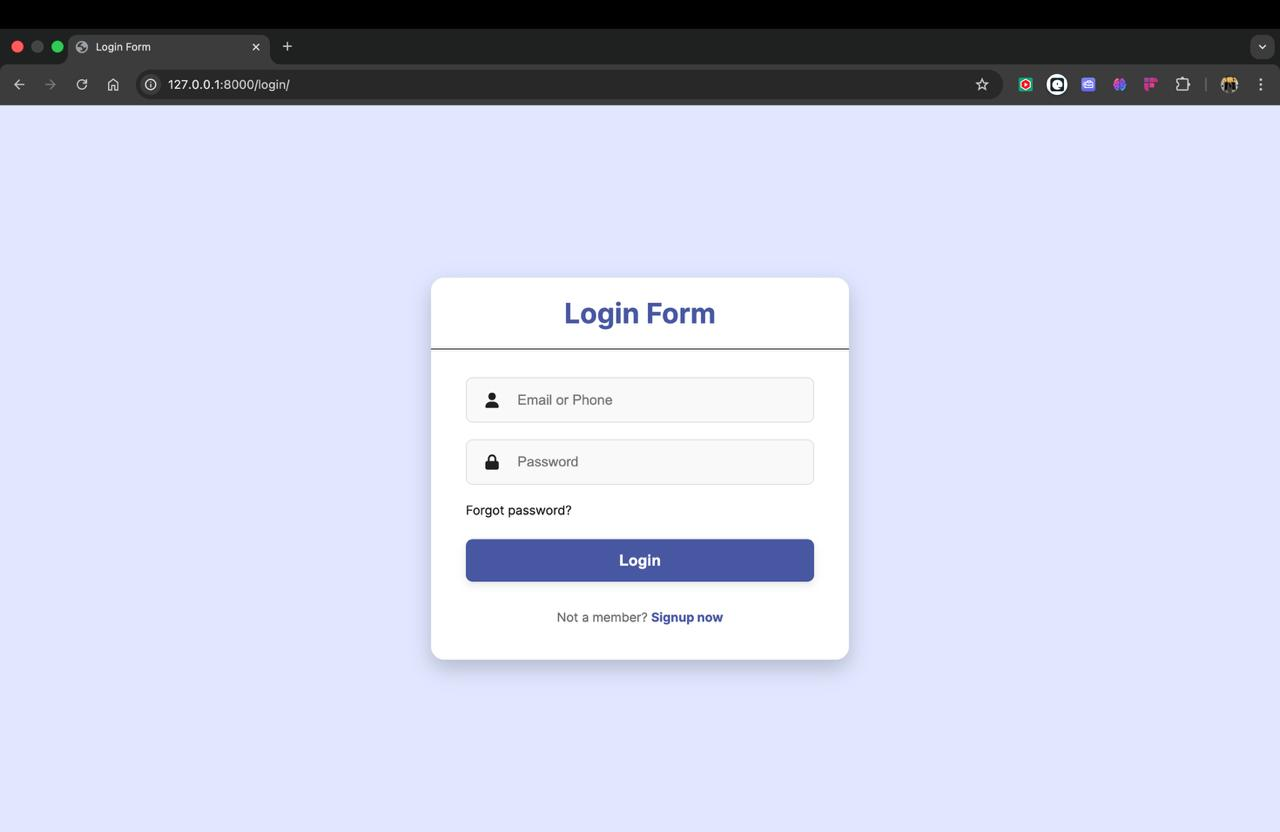 Login Form
127.0.0.1:8000/login/
Login Form
Email or Phone
Password
Forgot password?
Login
Not a member? Signup now